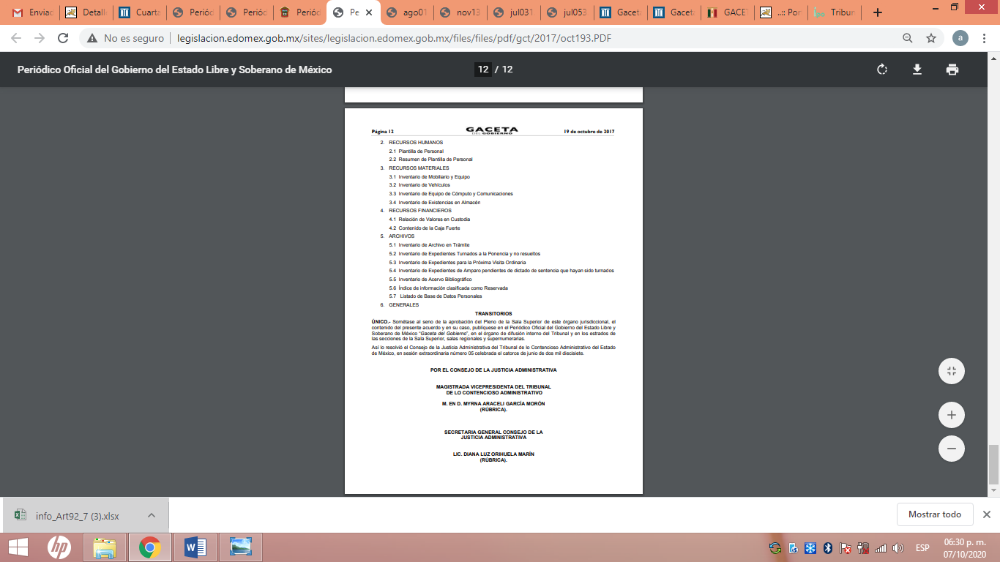 Enviac
Detall
Cuarta
Periód
Periód
Periód
Pe
ago01
nov13
jul031
jul053
Gaceta
Gaceta
GACET
..:: Por
Tribun
No es seguro
legislacion.edomex.gob.mx/sites/legislacion.edomex.gob.mx/files/files/pdf/gct/2017/oct193.PDF
a
Periódico Oficial del Gobierno del Estado Libre y Soberano de México
12 / 12
Página 12
GACETA
DEL GOBIERNO
19 de octubre de 2017
2. RECURSOS HUMANOS
2.1 Plantilla de Personal
2.2 Resumen de Plantilla de Personal
3. RECURSOS MATERIALES
3.1 Inventario de Mobiliario y Equipo
3.2 Inventario de Vehículos
3.3 Inventario de Equipo de Cómputo y Comunicaciones
3.4 Inventario de Existencias en Almacén
4. RECURSOS FINANCIEROS
4.1 Relación de Valores en Custodia
4.2 Contenido de la Caja Fuerte
5. ARCHIVOS
5.1 Inventario de Archivo en Trámite
5.2 Inventario de Expedientes Turnados a la Ponencia y no resueltos
5.3 Inventario de Expedientes para la Próxima Visita Ordinaria
5.4 Inventario de Expedientes de Amparo pendientes de dictado de sentencia que hayan sido turnados
5.5 Inventario de Acervo Bibliográfico
5.6 Índice de información clasificada como Reservada
5.7 Listado de Base de Datos Personales
6. GENERALES
TRANSITORIOS
ÚNICO.- Sométase al seno de la aprobación del Pleno de la Sala Superior de este órgano jurisdiccional, el
contenido del presente acuerdo y en su caso, publíquese en el Periódico Oficial del Gobierno del Estado Libre y
Soberano de México "Gaceta del Gobierno", en el órgano de difusión interno del Tribunal y en los estrados de
las secciones de la Sala Superior, salas regionales y supernumerarias.
Así lo resolvió el Consejo de la Justicia Administrativa del Tribunal de lo Contencioso Administrativo del Estado
de México, en sesión extraordinaria número 05 celebrada el catorce de junio de dos mil diecisiete.
POR EL CONSEJO DE LA JUSTICIA ADMINISTRATIVA
MAGISTRADA VICEPRESIDENTA DEL TRIBUNAL
DE LO CONTENCIOSO ADMINISTRATIVO
M. EN D. MYRNA ARACELI GARCÍA MORÓN
(RÚBRICA).
SECRETARIA GENERAL CONSEJO DE LA
JUSTICIA ADMINISTRATIVA
LIC. DIANA LUZ ORIHUELA MARÍN
(RÚBRICA).
info_Art92_7 (3).xlsx
Mostrar todo
hp
ESP
06:30 p. m.
07/10/2020